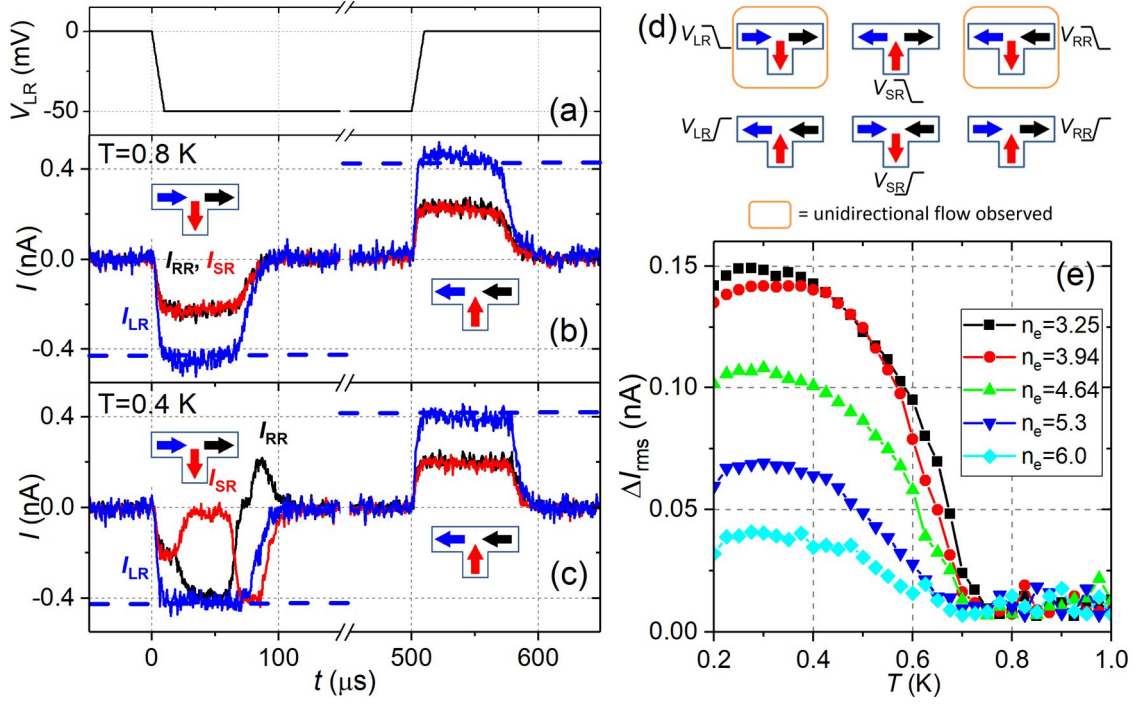 0
-50
V_LR (mV)
(a)
T=0.8 K
0.4
0.0
-0.4
I (nA)
I_RR, I_SR
I_LR
(b)
T=0.4 K
0.4
0.0
-0.4
I (nA)
I_RR
I_SR
I_LR
(c)
0 100 500 600
t (μs)
(d)
V_LR V_SR V_RR
V_LR V_SR V_RR
= unidirectional flow observed
(e)
0.15
0.10
0.05
0.00
ΔI_rms (nA)
n_e=3.25
n_e=3.94
n_e=4.64
n_e=5.3
n_e=6.0
0.2 0.4 0.6 0.8 1.0
T (K)